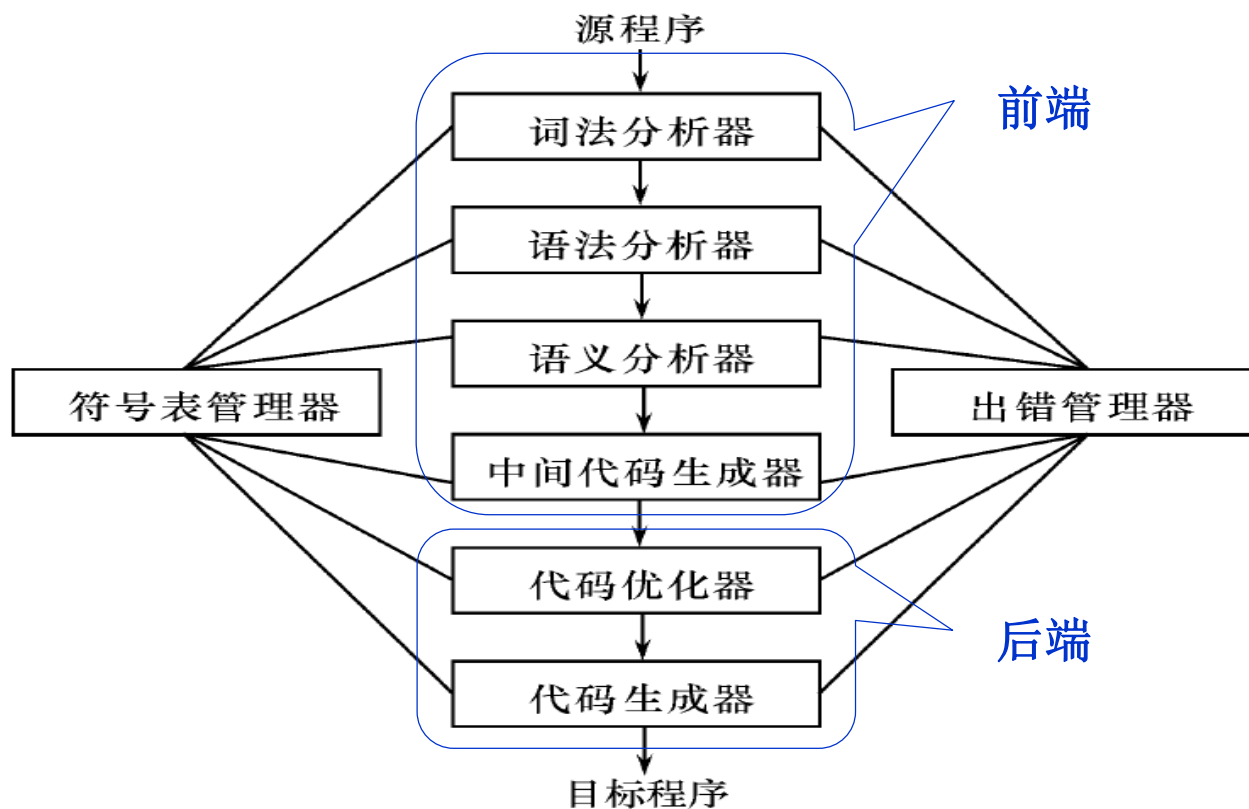 源程序
前端
词法分析器
语法分析器
语义分析器
符号表管理器
出错管理器
中间代码生成器
代码优化器
后端
代码生成器
目标程序